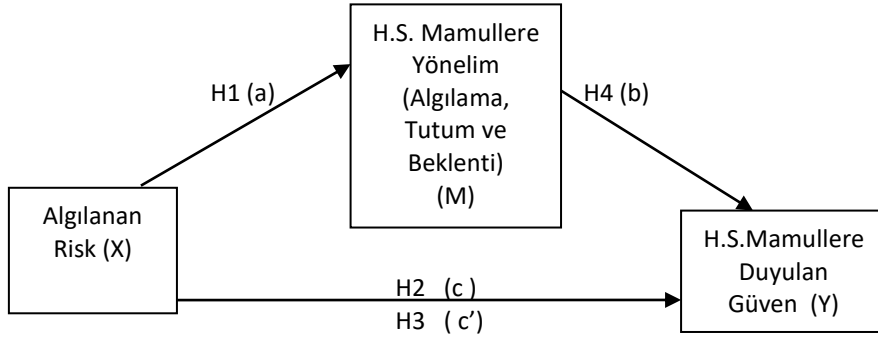 H.S. Mamullere
Yönelim
(Algılama,
Tutum ve
Beklenti)
(M)
H1 (a)
H4 (b)
Algılanan
Risk (X)
H.S.Mamullere
Duyulan
Güven (Y)
H2 (c )
H3 ( c’)